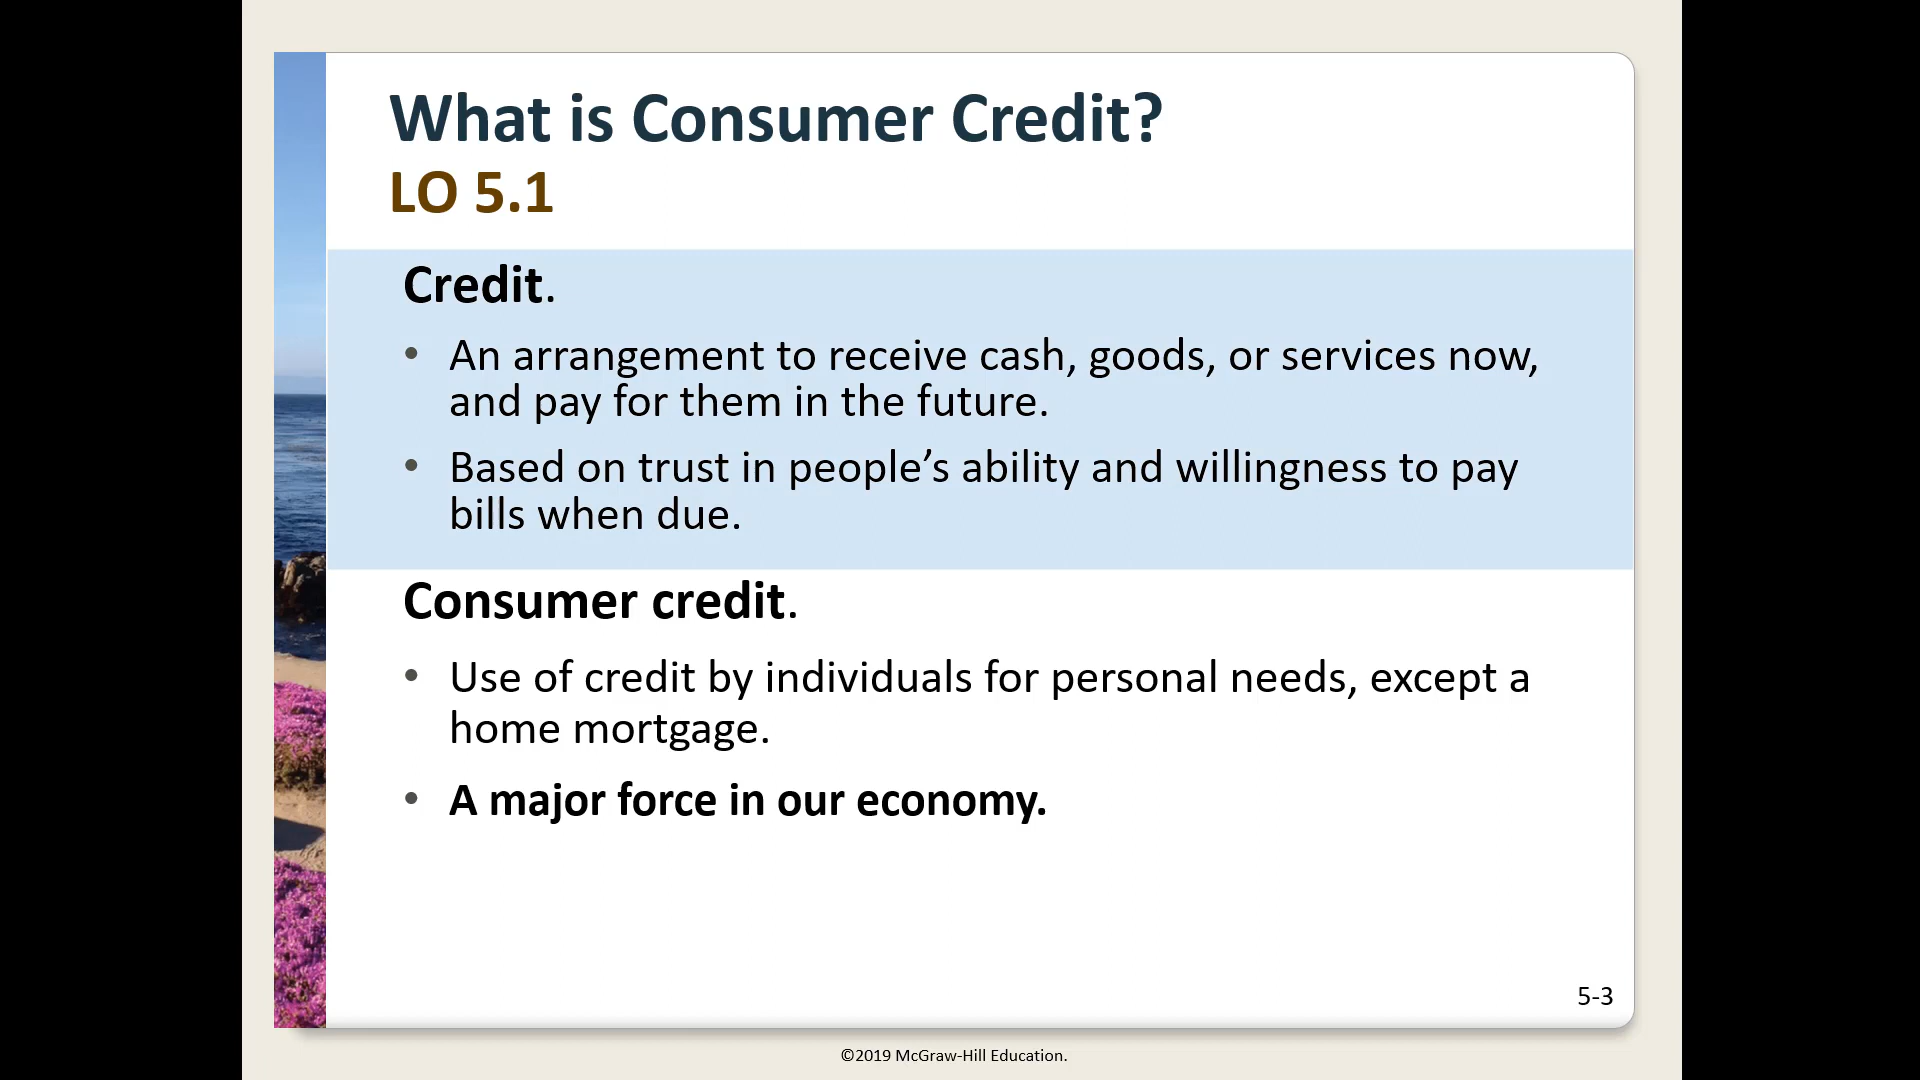 What is Consumer Credit?
LO 5.1
Credit.
• An arrangement to receive cash, goods, or services now,
and pay for them in the future.
• Based on trust in people’s ability and willingness to pay
bills when due.
Consumer credit.
• Use of credit by individuals for personal needs, except a
home mortgage.
• A major force in our economy.
5-3
©2019 McGraw-Hill Education.